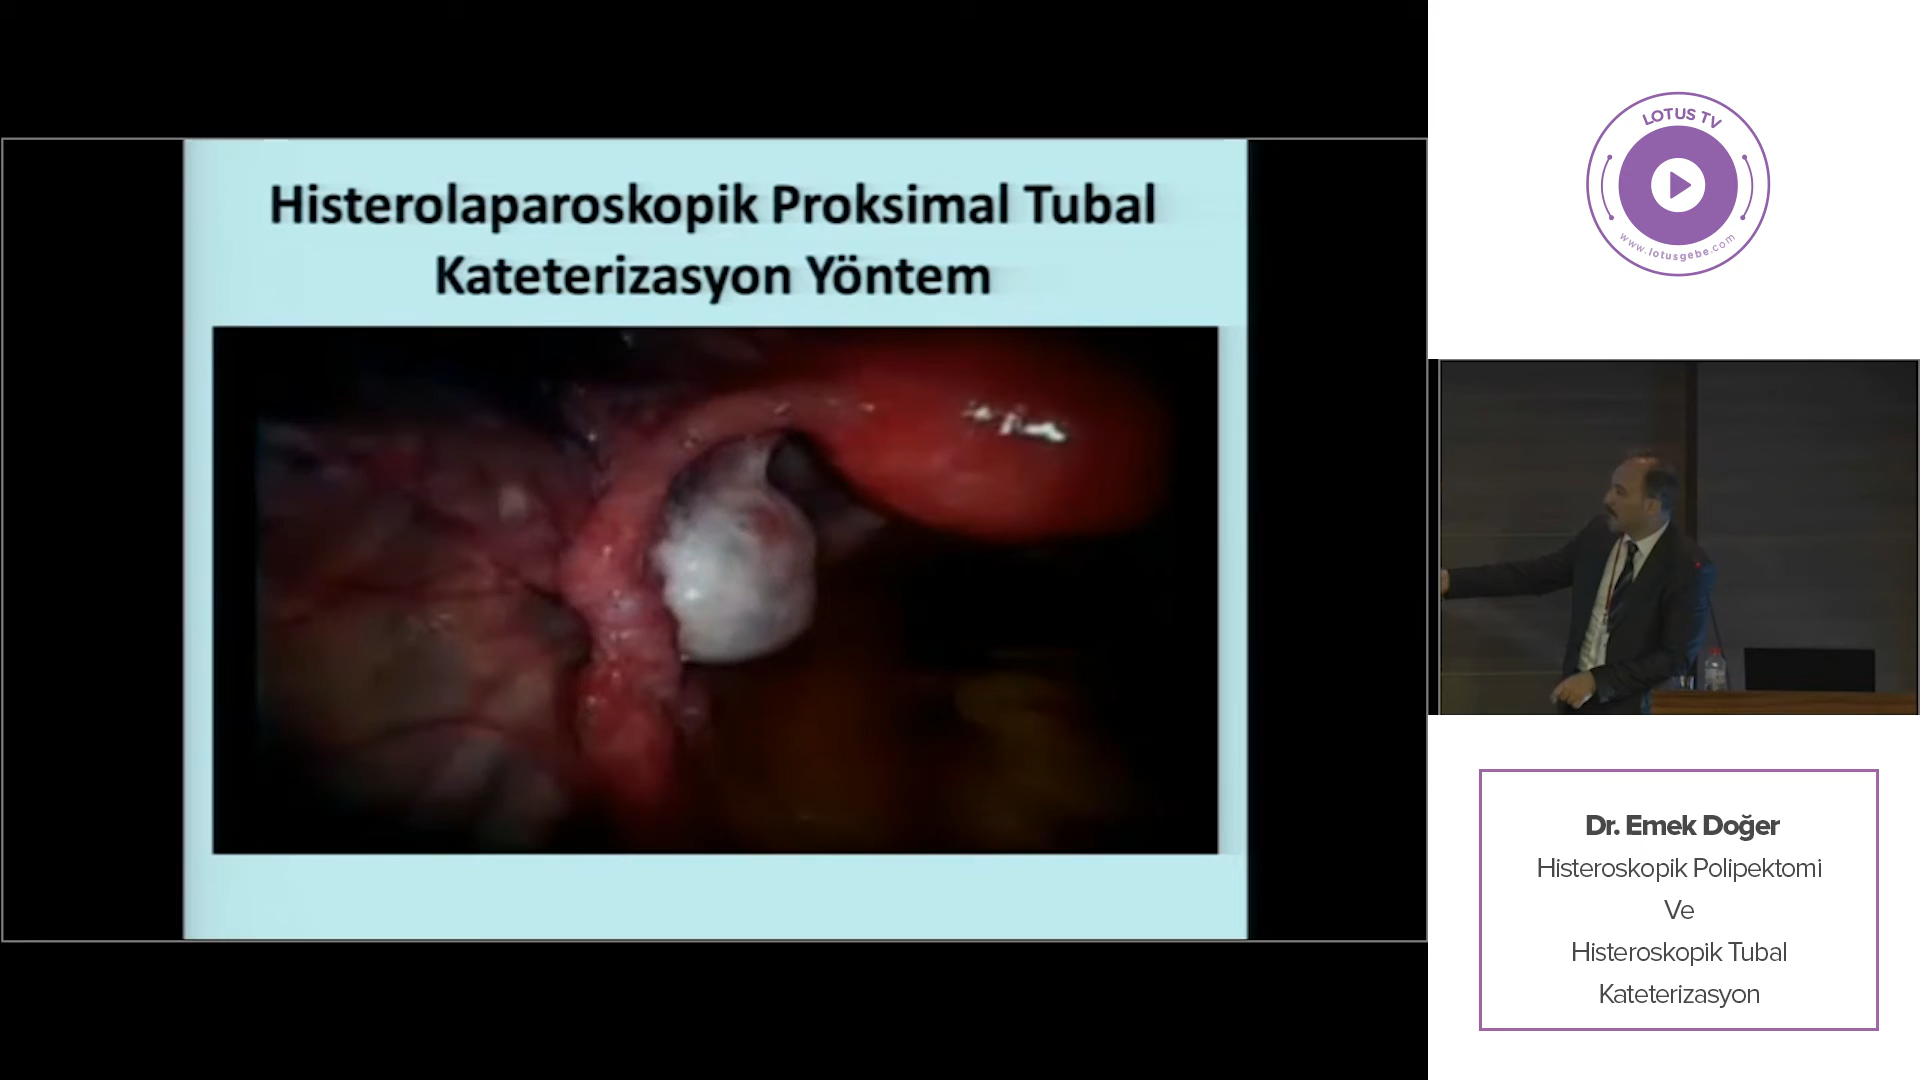 Histerolaparoskopik Proksimal Tubal
Kateterizasyon Yöntem
LOTUS TV
www.lotusgebe.com
Dr. Emek Doğer
Histeroskopik Polipektomi
Ve
Histeroskopik Tubal
Kateterizasyon